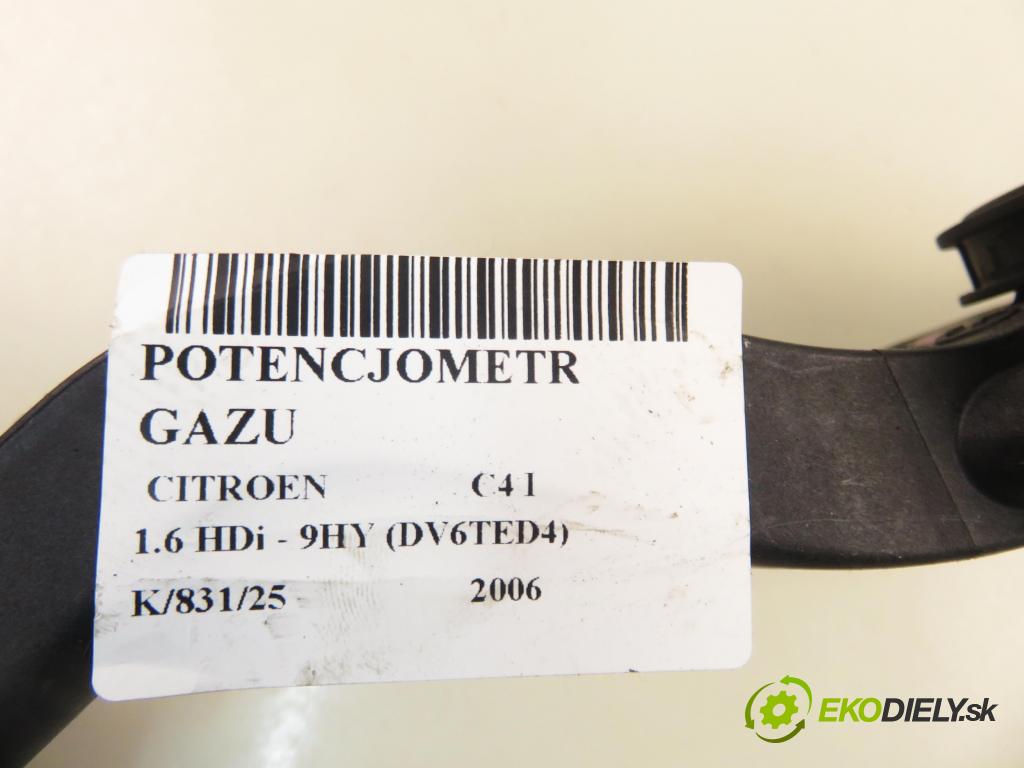 POTENCJOMETR
GAZU
CITROEN C4 I
1.6 HDi - 9HY (DV6TED4)
K/831/25 2006
EKODIELY.sk